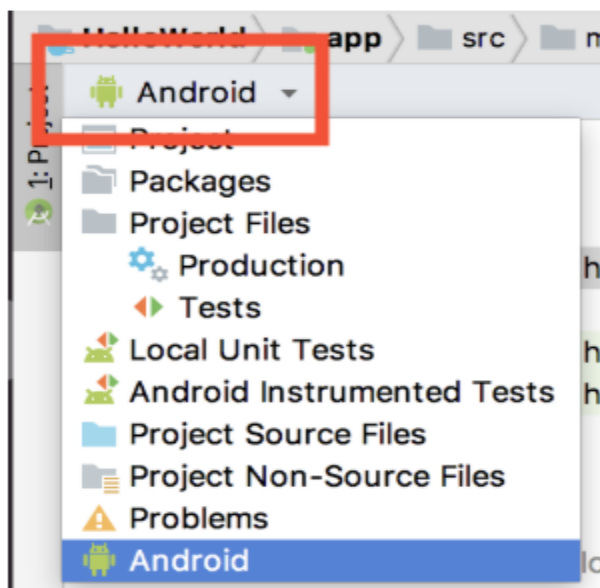 HelloWorld app src
Android
1: Project
Project
Packages
Project Files
Production
Tests
Local Unit Tests
Android Instrumented Tests
Project Source Files
Project Non-Source Files
Problems
Android